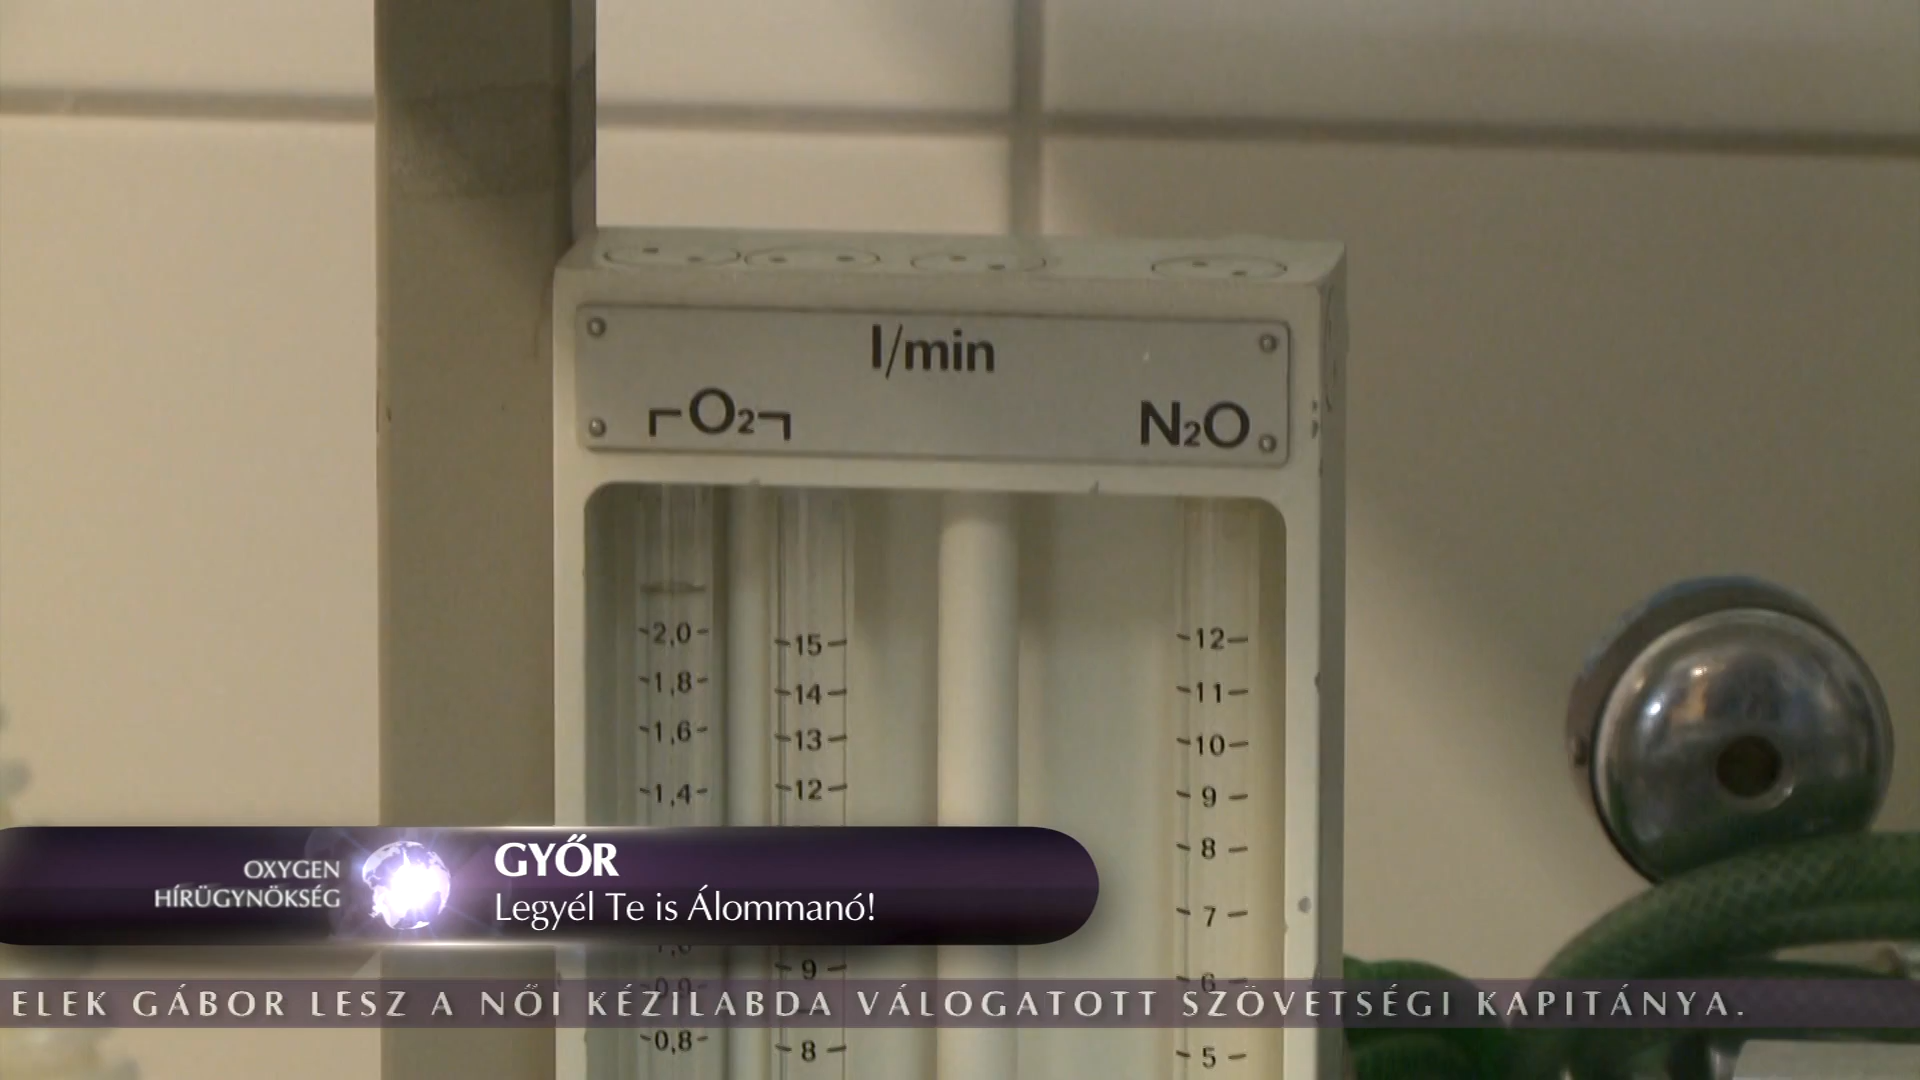 l/min
O₂
N₂O
2,0
15
12
1,8
14
11
1,6
13
10
1,4
12
9
8
OXYGEN
HÍRÜGYNÖKSÉG
GYŐR
Legyél Te is Álommanó!
7
9
6
ELEK GÁBOR LESZ A NŐI KÉZILABDA VÁLOGATOTT SZÖVETSÉGI KAPITÁNYA.
0,8
8
5